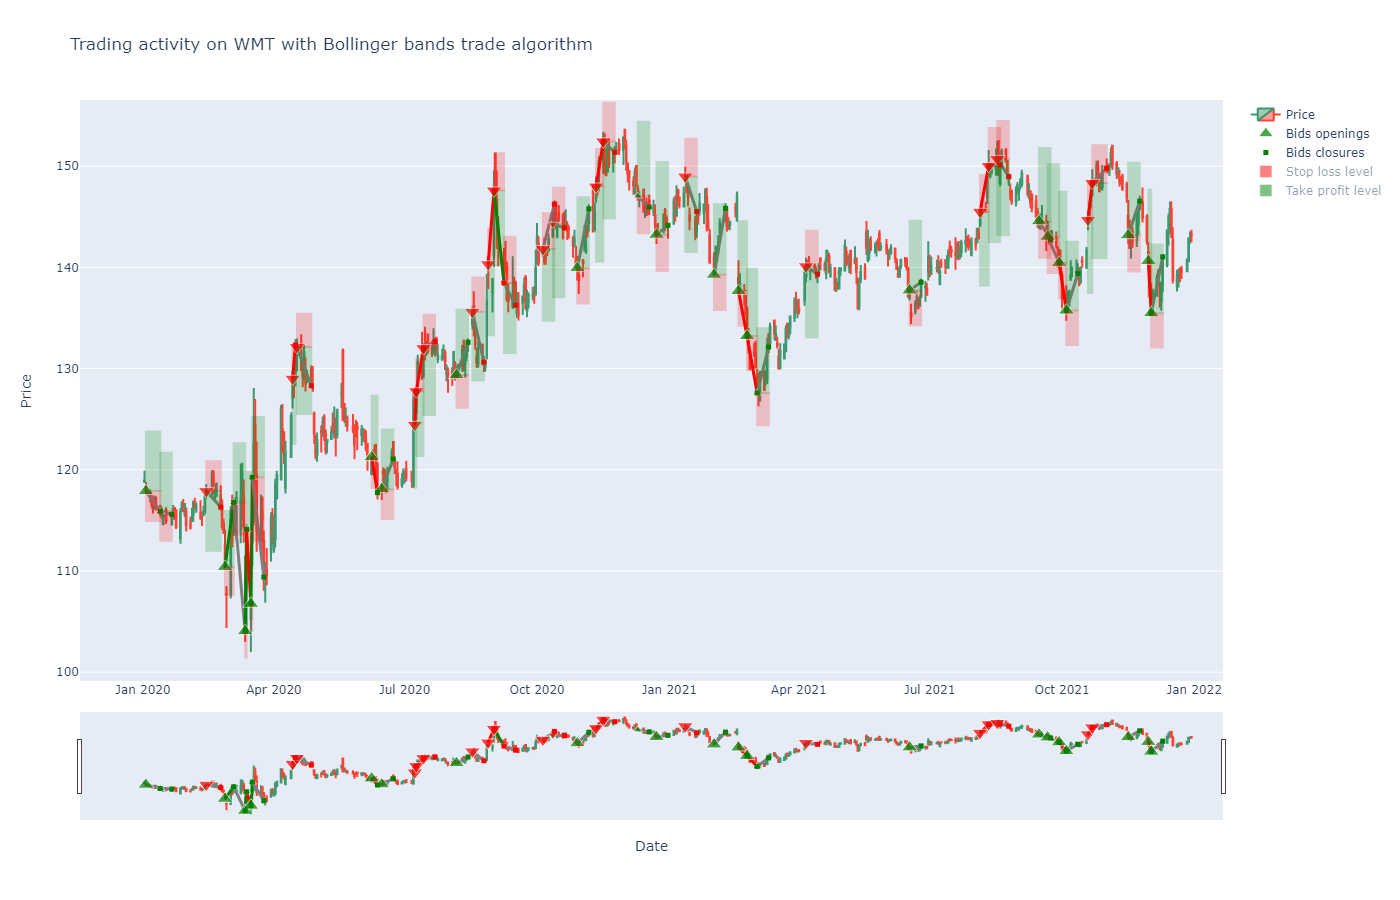 Trading activity on WMT with Bollinger bands trade algorithm
Price
Bids openings
Bids closures
Stop loss level
Take profit level
150
140
130
120
110
100
Price
Jan 2020
Apr 2020
Jul 2020
Oct 2020
Jan 2021
Apr 2021
Jul 2021
Oct 2021
Jan 2022
Date